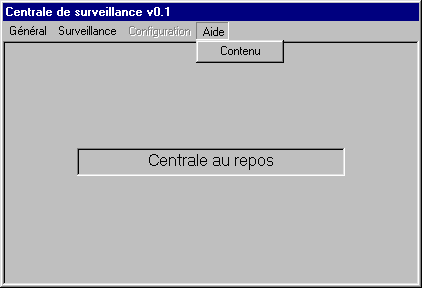 Centrale de surveillance v0.1
Général Surveillance Configuration Aide
Contenu
Centrale au repos